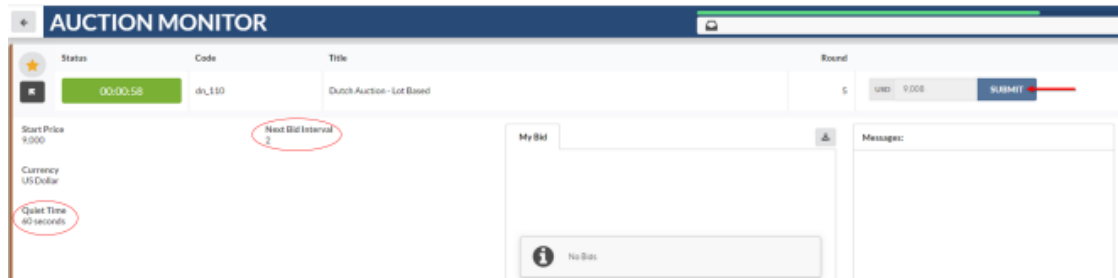 AUCTION MONITOR
Status Code Title Round
00:00:58 dn_110 Dutch Auction - Lot Based 5 USD 9,008 SUBMIT
Start Price
9,000
Next Bid Interval
2
Currency
US Dollar
Quiet Time
60 seconds
My Bid
No Bids
Messages: